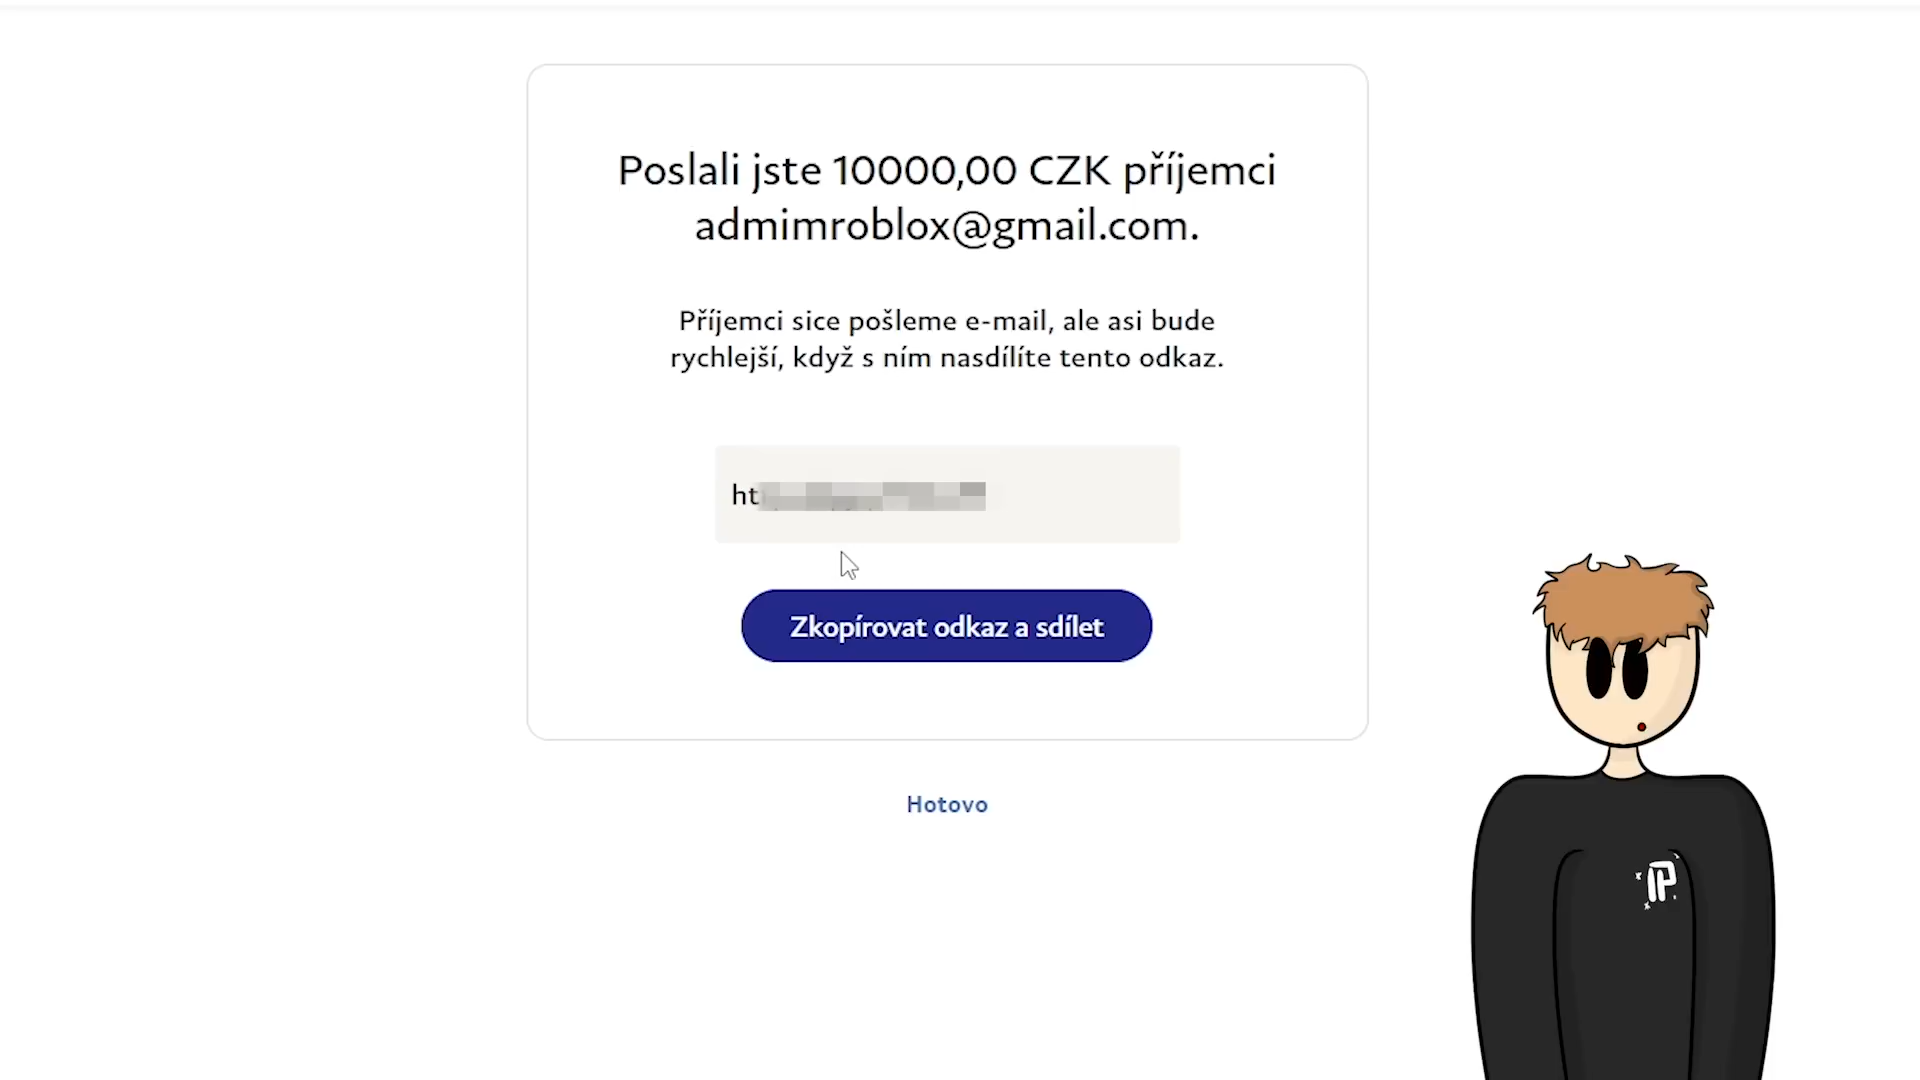 Poslali jste 10000,00 CZK příjemci
admimroblox@gmail.com.
Příjemci sice pošleme e-mail, ale asi bude
rychlejší, když s ním nasdílíte tento odkaz.
ht
Zkopírovat odkaz a sdílet
Hotovo
IP